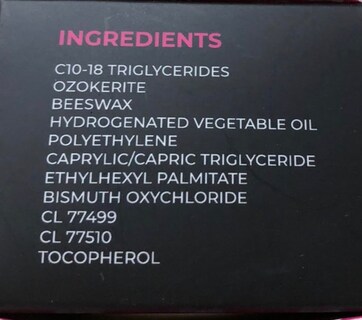 INGREDIENTS
C10-18 TRIGLYCERIDES
OZOKERITE
BEESWAX
HYDROGENATED VEGETABLE OIL
POLYETHYLENE
CAPRYLIC/CAPRIC TRIGLYCERIDE
ETHYLHEXYL PALMITATE
BISMUTH OXYCHLORIDE
CL 77499
CL 77510
TOCOPHEROL